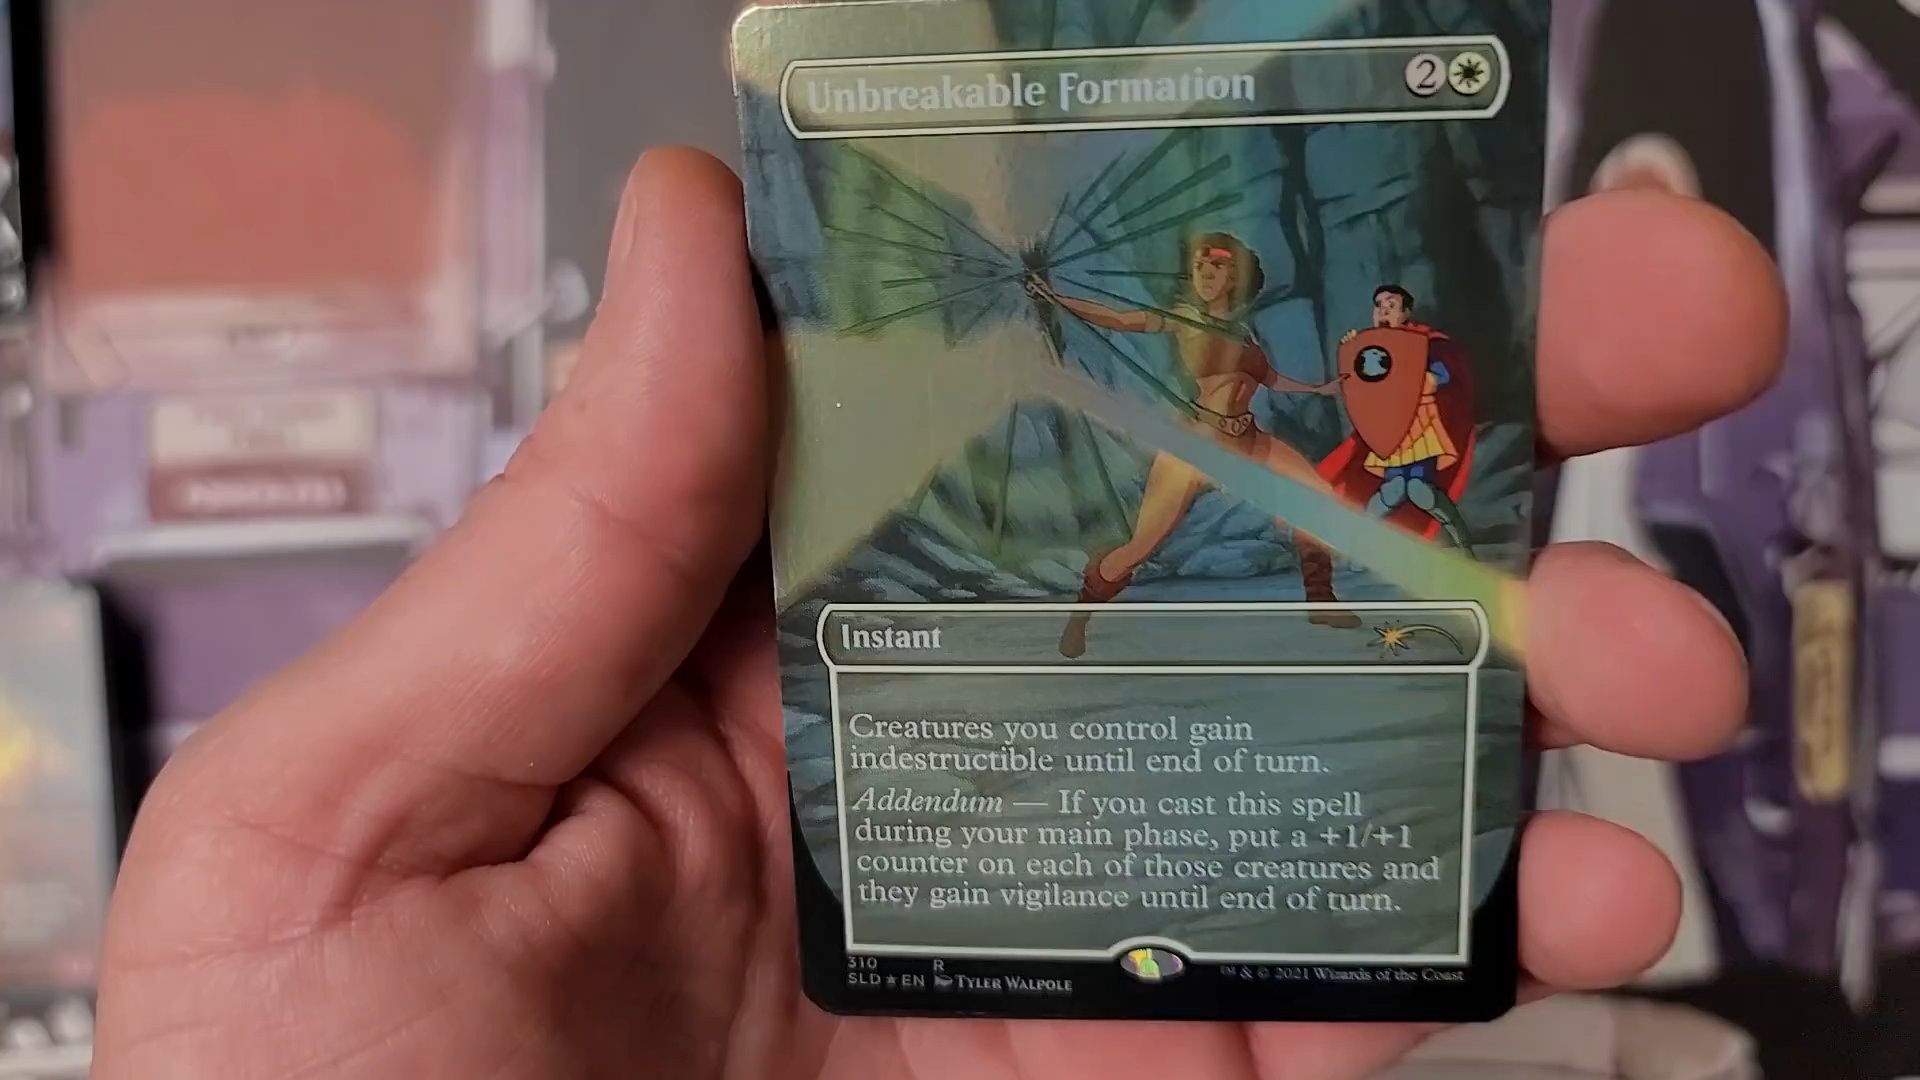 Unbreakable Formation 2
Instant
Creatures you control gain
indestructible until end of turn.
Addendum — If you cast this spell
during your main phase, put a +1/+1
counter on each of those creatures and
they gain vigilance until end of turn.
310 R
SLD ★ EN TYLER WALPOLE
™ & © 2021 Wizards of the Coast